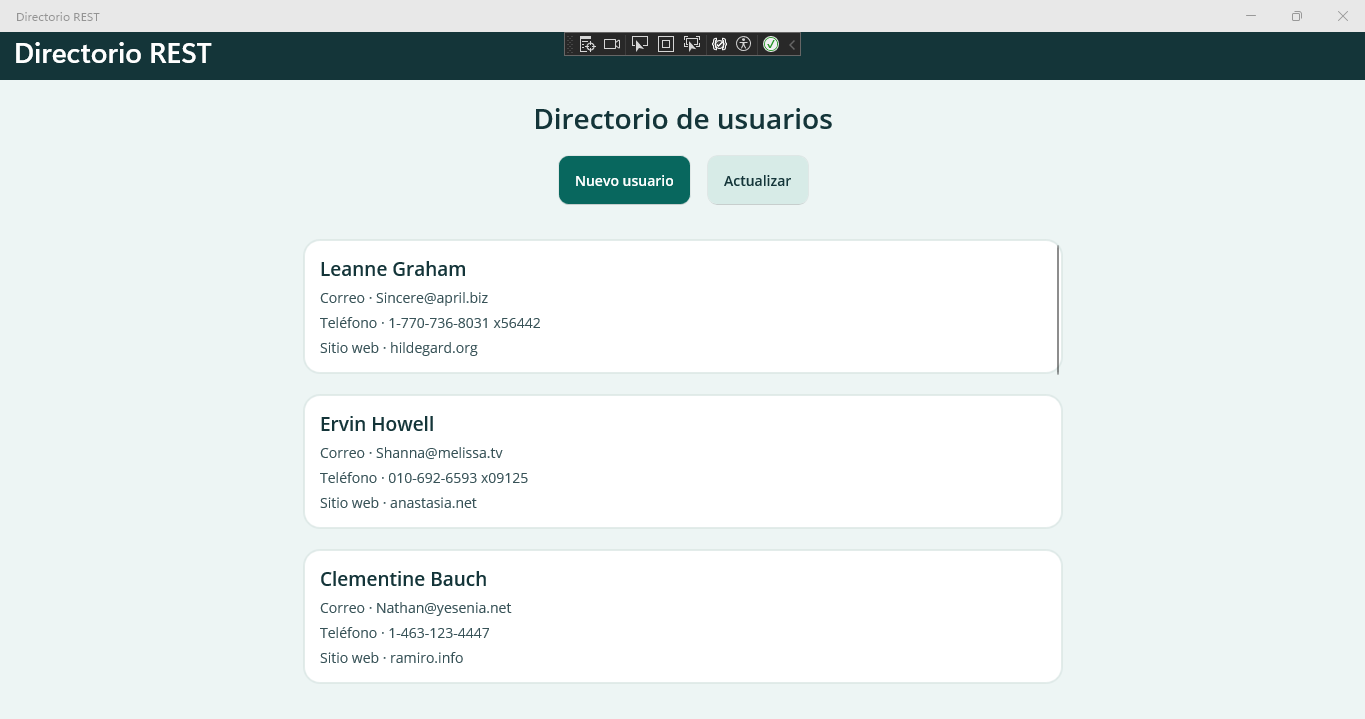 Directorio REST
Directorio REST
Directorio de usuarios
Nuevo usuario
Actualizar
Leanne Graham
Correo · Sincere@april.biz
Teléfono · 1-770-736-8031 x56442
Sitio web · hildegard.org
Ervin Howell
Correo · Shanna@melissa.tv
Teléfono · 010-692-6593 x09125
Sitio web · anastasia.net
Clementine Bauch
Correo · Nathan@yesenia.net
Teléfono · 1-463-123-4447
Sitio web · ramiro.info